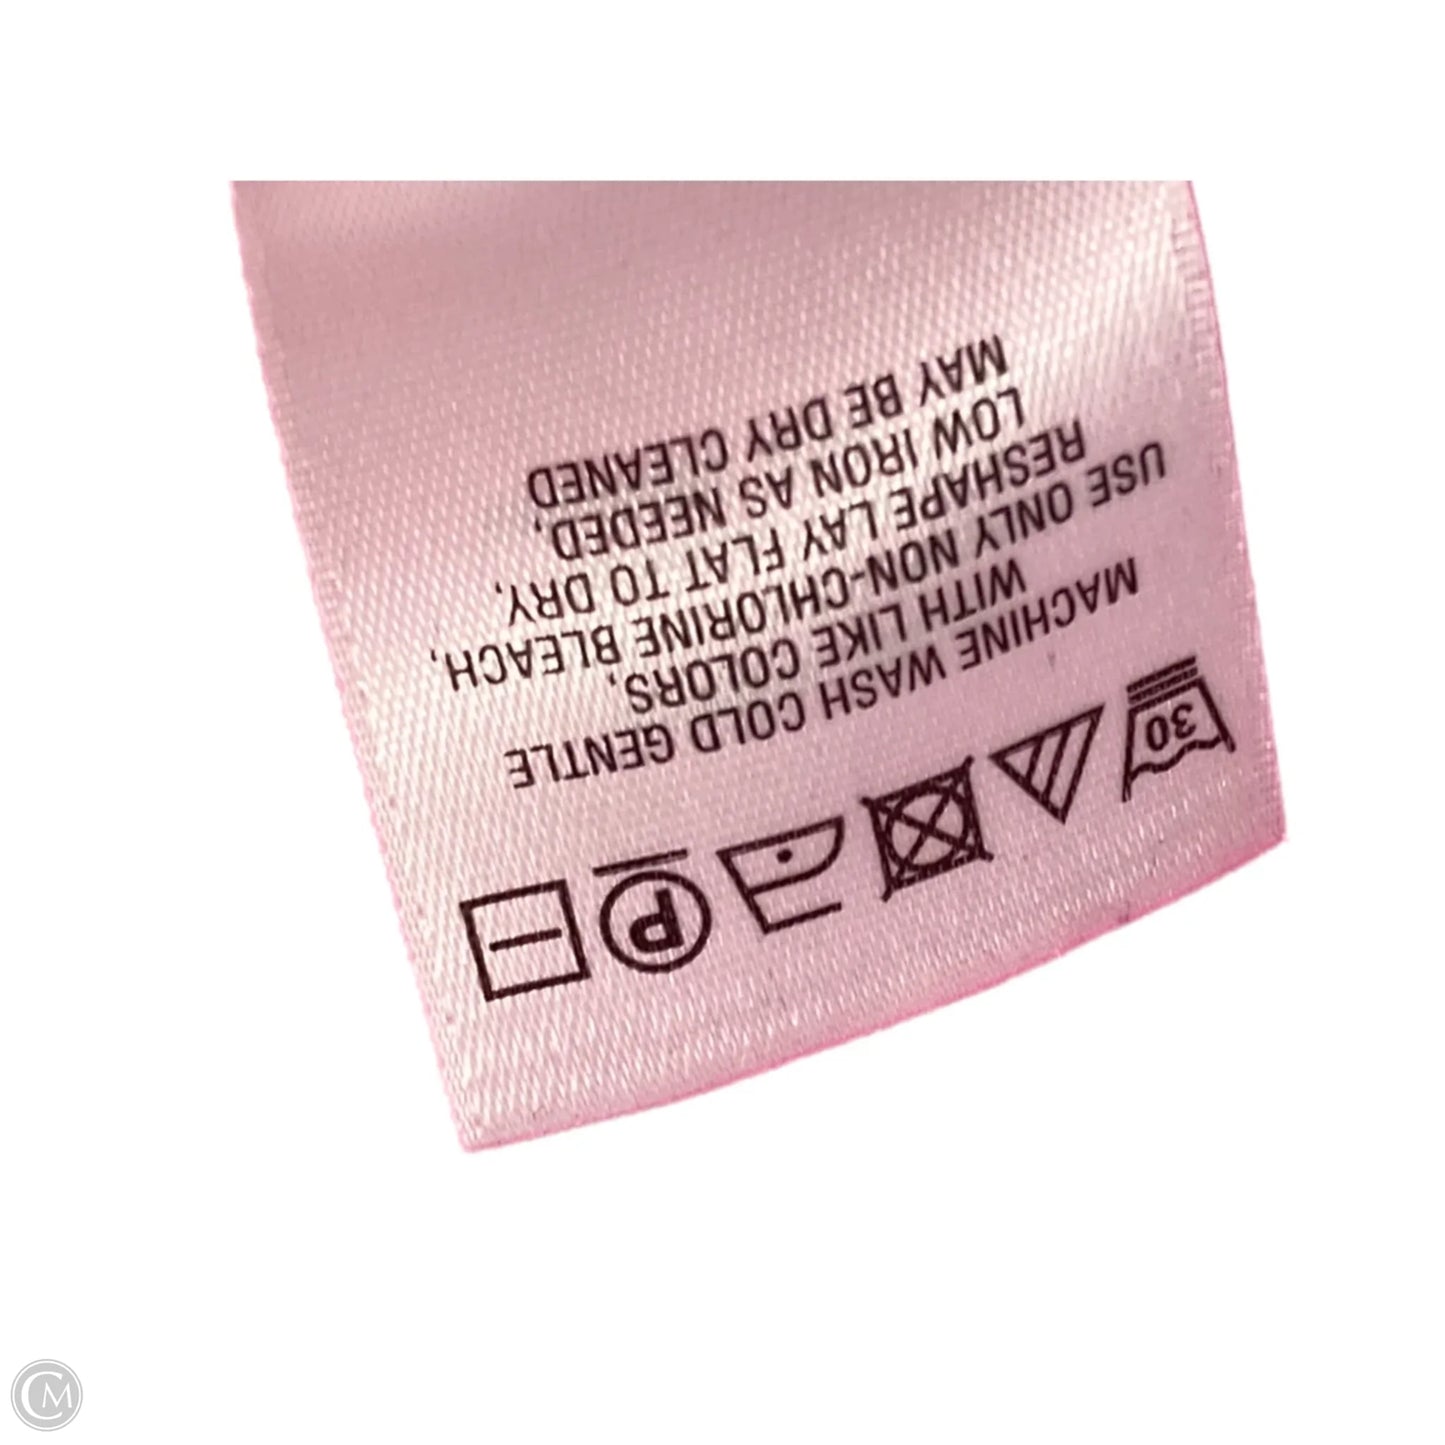 30
P
MACHINE WASH COLD GENTLE
WITH LIKE COLORS,
USE ONLY NON-CHLORINE BLEACH,
RESHAPE LAY FLAT TO DRY,
LOW IRON AS NEEDED,
MAY BE DRY CLEANED
CM